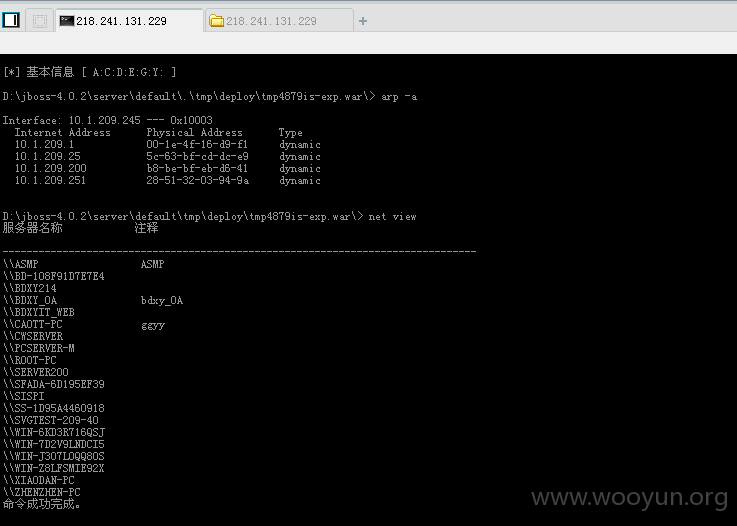 218.241.131.229
218.241.131.229
[*] 基本信息 [ A:C:D:E:G:Y: ]
D:\jboss-4.0.2\server\default\.\tmp\deploy\tmp4879is-exp.war\> arp -a
Interface: 10.1.209.245 --- 0x10003
Internet Address Physical Address Type
10.1.209.1 00-1e-4f-16-d9-f1 dynamic
10.1.209.25 5c-63-bf-cd-dc-e9 dynamic
10.1.209.200 b8-be-bf-eb-d6-41 dynamic
10.1.209.251 28-51-32-03-94-9a dynamic
D:\jboss-4.0.2\server\default\tmp\deploy\tmp4879is-exp.war\> net view
服务器名称 注释
-------------------------------------------------------------------------------
\\ASMP ASMP
\\BD-108F91D7E7E4
\\BDXY214
\\BDXY_OA bdxy_OA
\\BDXYIT_WEB
\\CAOTT-PC ggyy
\\CWSERVER
\\PCSERVER-M
\\ROOT-PC
\\SERVER200
\\SFADA-6D195EF39
\\SISPI
\\SS-1D95A4460918
\\SVGTEST-209-40
\\WIN-6KD3R716QSJ
\\WIN-7D2V9LNDCI5
\\WIN-J307LOQQ80S
\\WIN-Z8LFSMIE92X
\\XIAODAN-PC
\\ZHENZHEN-PC
命令成功完成。
www.wooyun.org